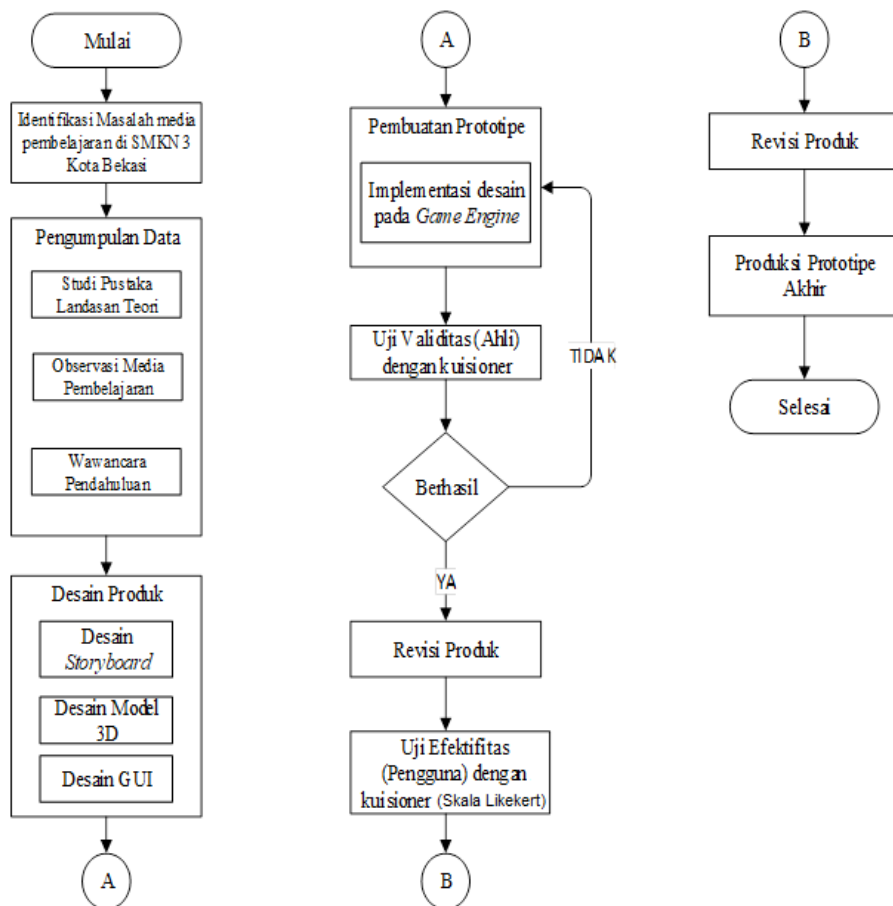 Mulai
Identifikasi Masalah media
pembelajaran di SMKN 3
Kota Bekasi
Pengumpulan Data
Studi Pustaka
Landasan Teori
Observasi Media
Pembelajaran
Wawancara
Pendahuluan
Desain Produk
Desain
Storyboard
Desain Model
3D
Desain GUI
A
A
Pembuatan Prototipe
Implementasi desain
pada Game Engine
Uji Validitas (Ahli)
dengan kuisioner
TIDAK
Berhasil
YA
Revisi Produk
Uji Efektifitas
(Pengguna) dengan
kuisioner (Skala Likekert)
B
B
Revisi Produk
Produksi Prototipe
Akhir
Selesai